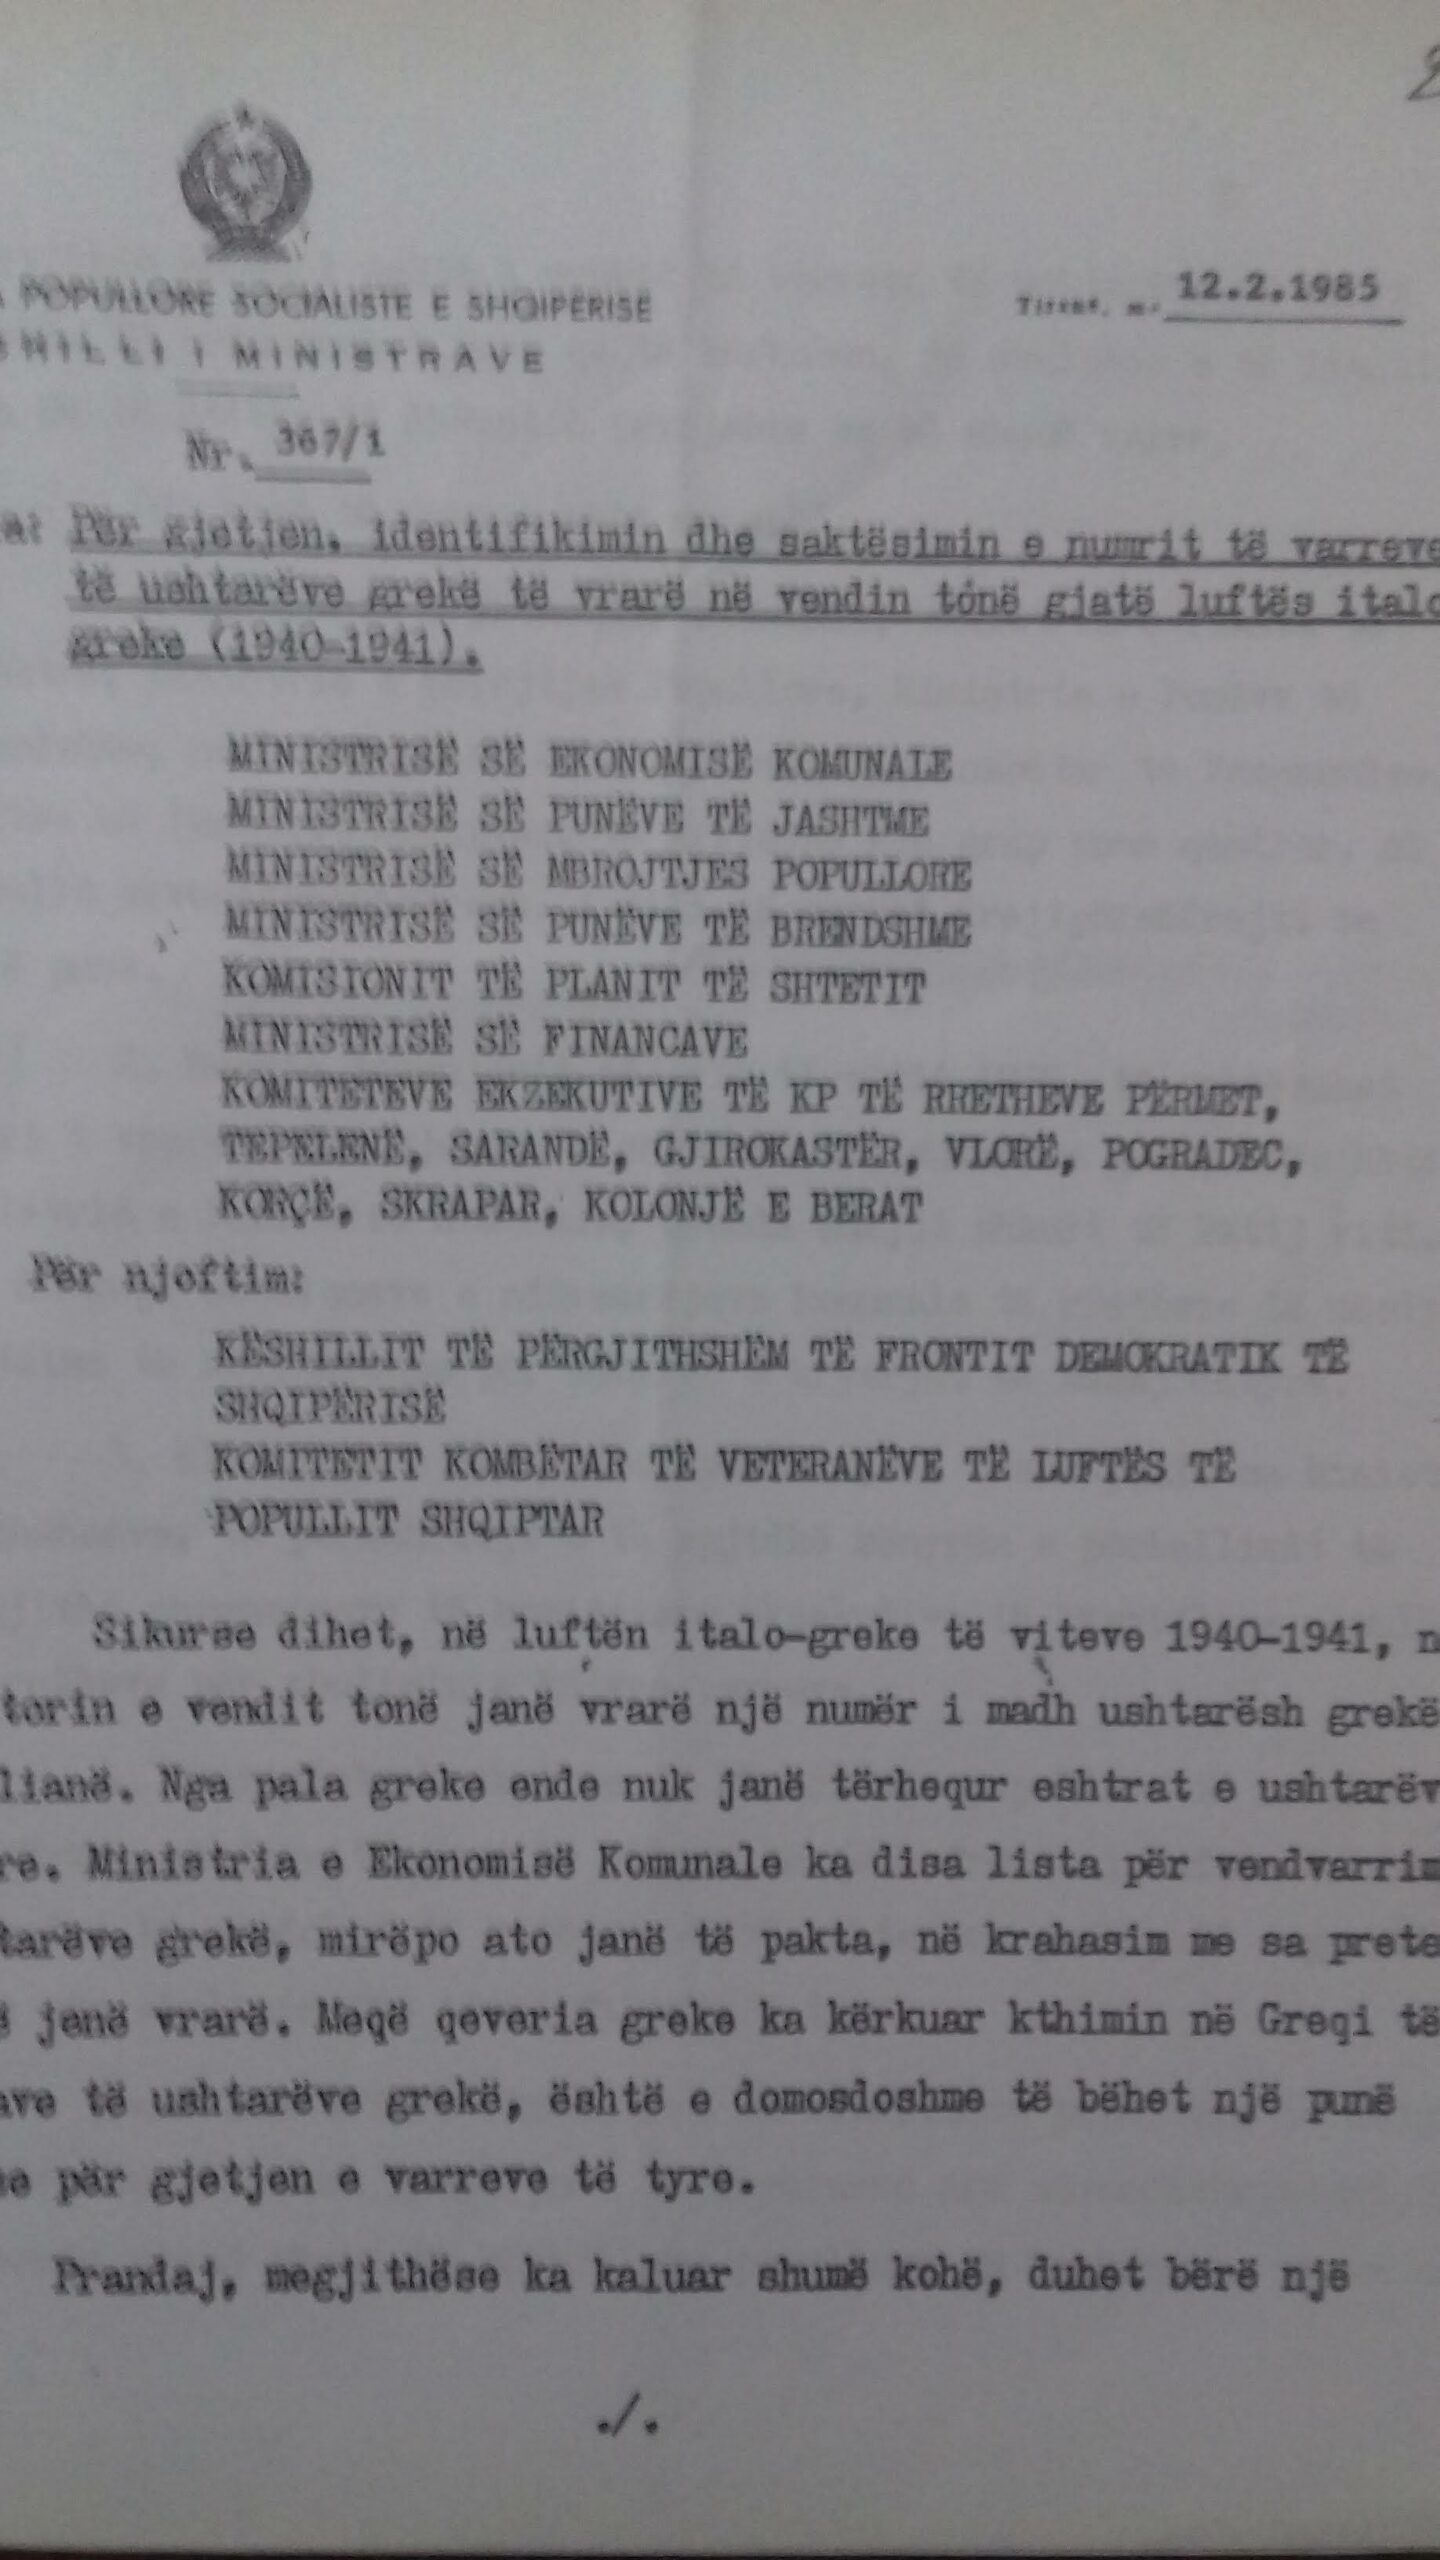 POPULLORE SOCIALISTE E SHQIPERISE
I MINISTRAVE
Tiranë, më 12.2.1985
Nr. 367/1
Për gjetjen, identifikimin dhe saktësimin e numrit të varreve
të ushtarëve grekë të vrarë në vendin tonë gjatë luftës italo
greke (1940-1941).
MINISTRISË SË EKONOMISË KOMUNALE
MINISTRISË SË PUNËVE TË JASHTME
MINISTRISË SË MBROJTJES POPULLORE
MINISTRISË SË PUNËVE TË BRENDSHME
KOMISIONIT TË PLANIT TË SHTETIT
MINISTRISË SË FINANCAVE
KOMITETEVE EKZEKUTIVE TË KP TË RRETHEVE PËRMET,
TEPELENË, SARANDË, GJIROKASTËR, VLORË, POGRADEC,
KORÇË, SKRAPAR, KOLONJË E BERAT
Për njoftim:
KËSHILLIT TË PËRGJITHSHËM TË FRONTIT DEMOKRATIK TË
SHQIPËRISË
KOMITETIT KOMBËTAR TË VETERANËVE TË LUFTËS TË
POPULLIT SHQIPTAR
Sikurse dihet, në luftën italo-greke të viteve 1940-1941, n
torin e vendit tonë janë vrarë një numër i madh ushtarësh grekë
lianë. Nga pala greke ende nuk janë tërhequr eshtrat e ushtarëv
re. Ministria e Ekonomisë Komunale ka disa lista për vendvarrim
tarëve grekë, mirëpo ato janë të pakta, në krahasim me sa prete
ë jenë vrarë. Meqë qeveria greke ka kërkuar kthimin në Greqi të
ave të ushtarëve grekë, është e domosdoshme të bëhet një punë
me për gjetjen e varreve të tyre.
Prandaj, megjithëse ka kaluar shumë kohë, duhet bërë një
./.